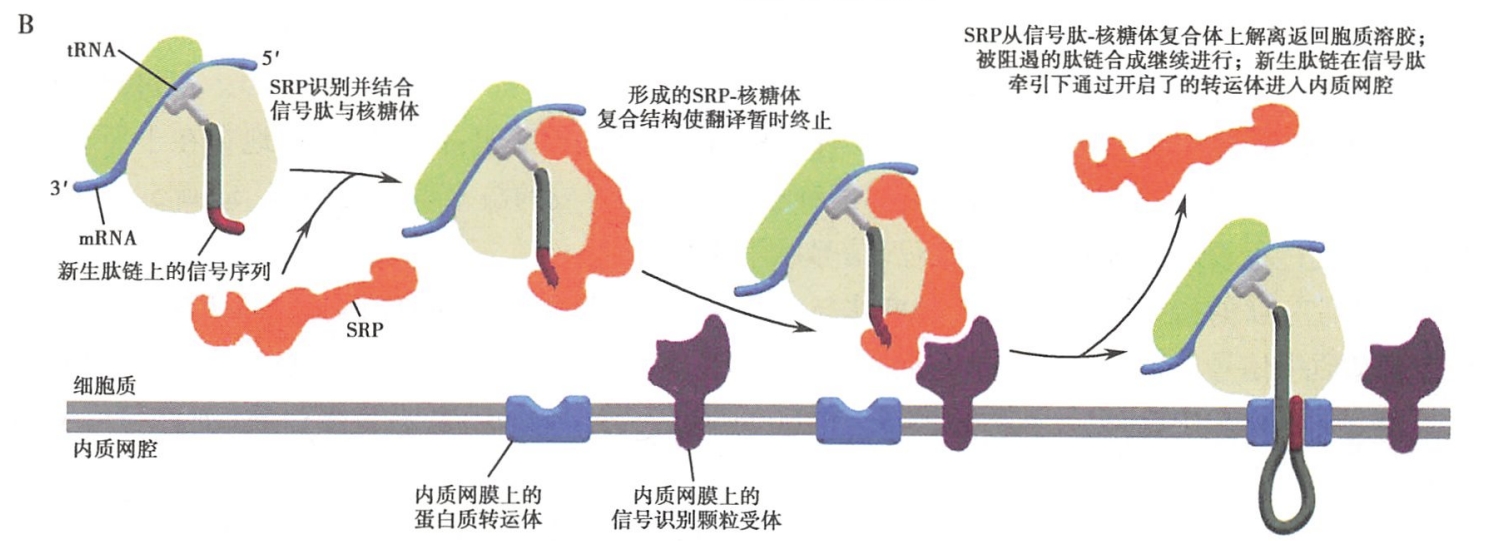 B
tRNA
5′
SRP识别并结合
信号肽与核糖体
3′
mRNA
新生肽链上的信号序列
SRP
形成的SRP-核糖体
复合结构使翻译暂时终止
SRP从信号肽-核糖体复合体上解离返回胞质溶胶；
被阻遏的肽链合成继续进行；新生肽链在信号肽
牵引下通过开启了的转运体进入内质网腔
细胞质
内质网腔
内质网膜上的
蛋白质转运体
内质网膜上的
信号识别颗粒受体